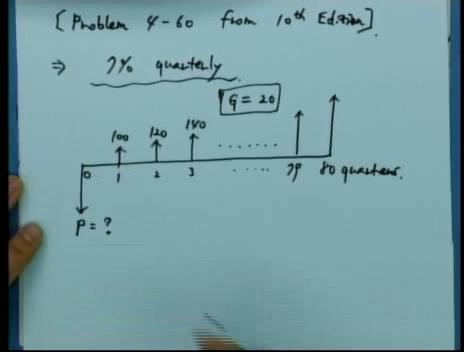 [Problem 4-60 from 10th Edition].
⇒ 7% quarterly
G = 20
100 120 140 .......
0 1 2 3 ..... 79 80 quarters.
P = ?